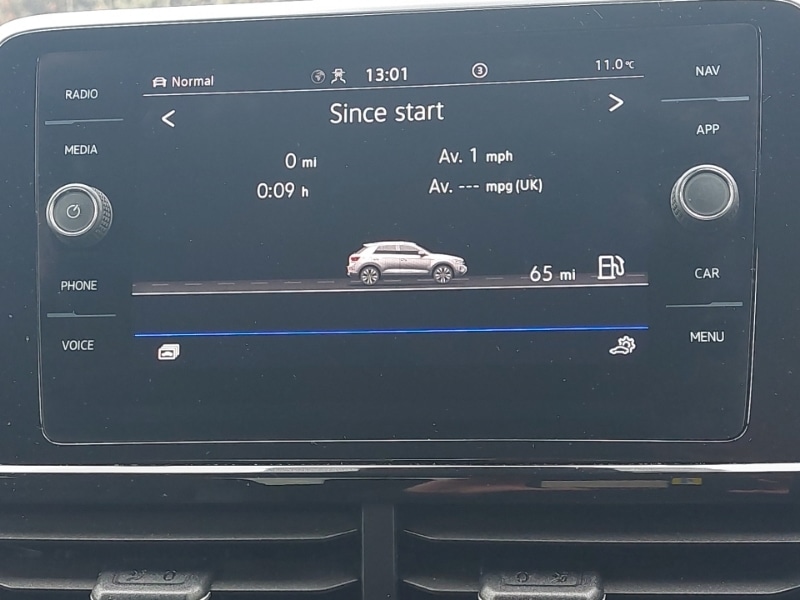 RADIO
MEDIA
PHONE
VOICE
Normal
13:01
3
11.0°C
< Since start >
0 mi
Av. 1 mph
0:09 h
Av. --- mpg (UK)
65 mi
NAV
APP
CAR
MENU